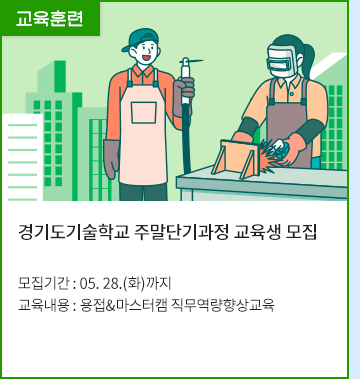 교육훈련
경기도기술학교 주말단기과정 교육생 모집
모집기간 : 05. 28.(화)까지
교육내용 : 용접&마스터캠 직무역량향상교육